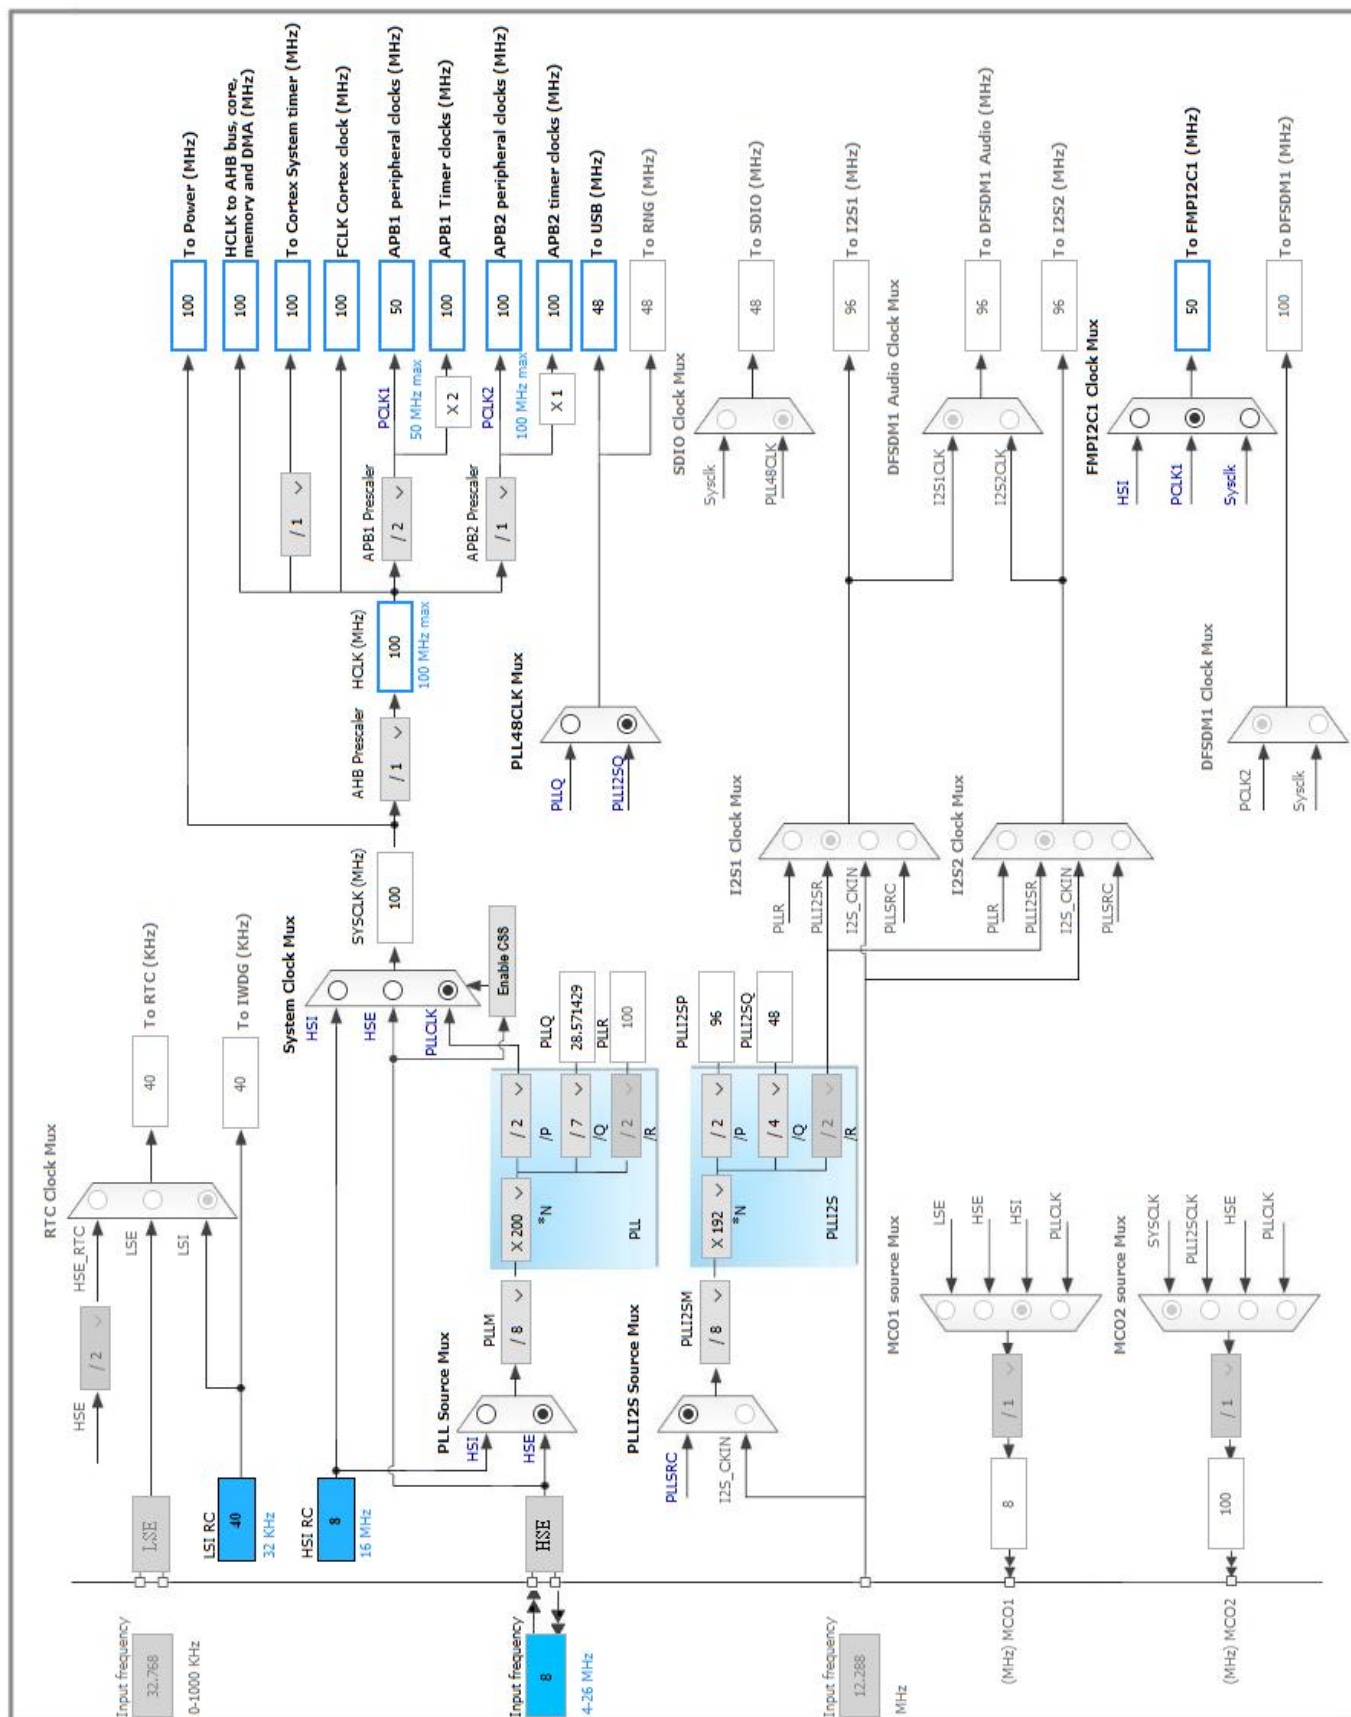 Input frequency
32.768
0-1000 KHz
LSE
LSI RC
40
32 KHz
HSI RC
8
16 MHz
Input frequency
8
4-26 MHz
HSE
Input frequency
12.288
MHz
HSE
/ 2
HSE_RTC
LSE
LSI
RTC Clock Mux
40
To RTC (KHz)
40
To IWDG (KHz)
System Clock Mux
HSI
HSE
PLLCLK
Enable CSS
SYSCLK (MHz)
100
AHB Prescaler
/ 1
HCLK (MHz)
100
100 MHz max
PLL Source Mux
HSI
HSE
PLLM
/ 8
X 200
*N
/ 2
/P
/ 7
/Q
/ 2
/R
PLL
PLLQ
28.571429
PLLR
100
PLLI2S Source Mux
PLLSRC
I2S_CKIN
PLLI2SM
/ 8
X 192
*N
/ 2
/P
/ 4
/Q
/ 2
/R
PLLI2S
PLLI2SP
96
PLLI2SQ
48
/ 1
APB1 Prescaler
/ 2
PCLK1
50 MHz max
X 2
APB2 Prescaler
/ 1
PCLK2
100 MHz max
X 1
100
To Power (MHz)
100
HCLK to AHB bus, core,
memory and DMA (MHz)
100
To Cortex System timer (MHz)
100
FCLK Cortex clock (MHz)
50
APB1 peripheral clocks (MHz)
100
APB1 Timer clocks (MHz)
100
APB2 peripheral clocks (MHz)
100
APB2 timer clocks (MHz)
PLL48CLK Mux
PLLQ
PLLI2SQ
48
To USB (MHz)
48
To RNG (MHz)
SDIO Clock Mux
Sysclk
PLL48CLK
48
To SDIO (MHz)
I2S1 Clock Mux
PLLR
PLLI2SR
I2S_CKIN
PLLSRC
96
To I2S1 (MHz)
DFSDM1 Audio Clock Mux
I2S1CLK
I2S2CLK
96
To DFSDM1 Audio (MHz)
I2S2 Clock Mux
PLLR
PLLI2SR
I2S_CKIN
PLLSRC
96
To I2S2 (MHz)
FMPI2C1 Clock Mux
HSI
PCLK1
Sysclk
50
To FMPI2C1 (MHz)
DFSDM1 Clock Mux
PCLK2
Sysclk
100
To DFSDM1 (MHz)
MCO1 source Mux
LSE
HSE
HSI
PLLCLK
/ 1
8
(MHz) MCO1
MCO2 source Mux
SYSCLK
PLLI2SCLK
HSE
PLLCLK
/ 1
100
(MHz) MCO2